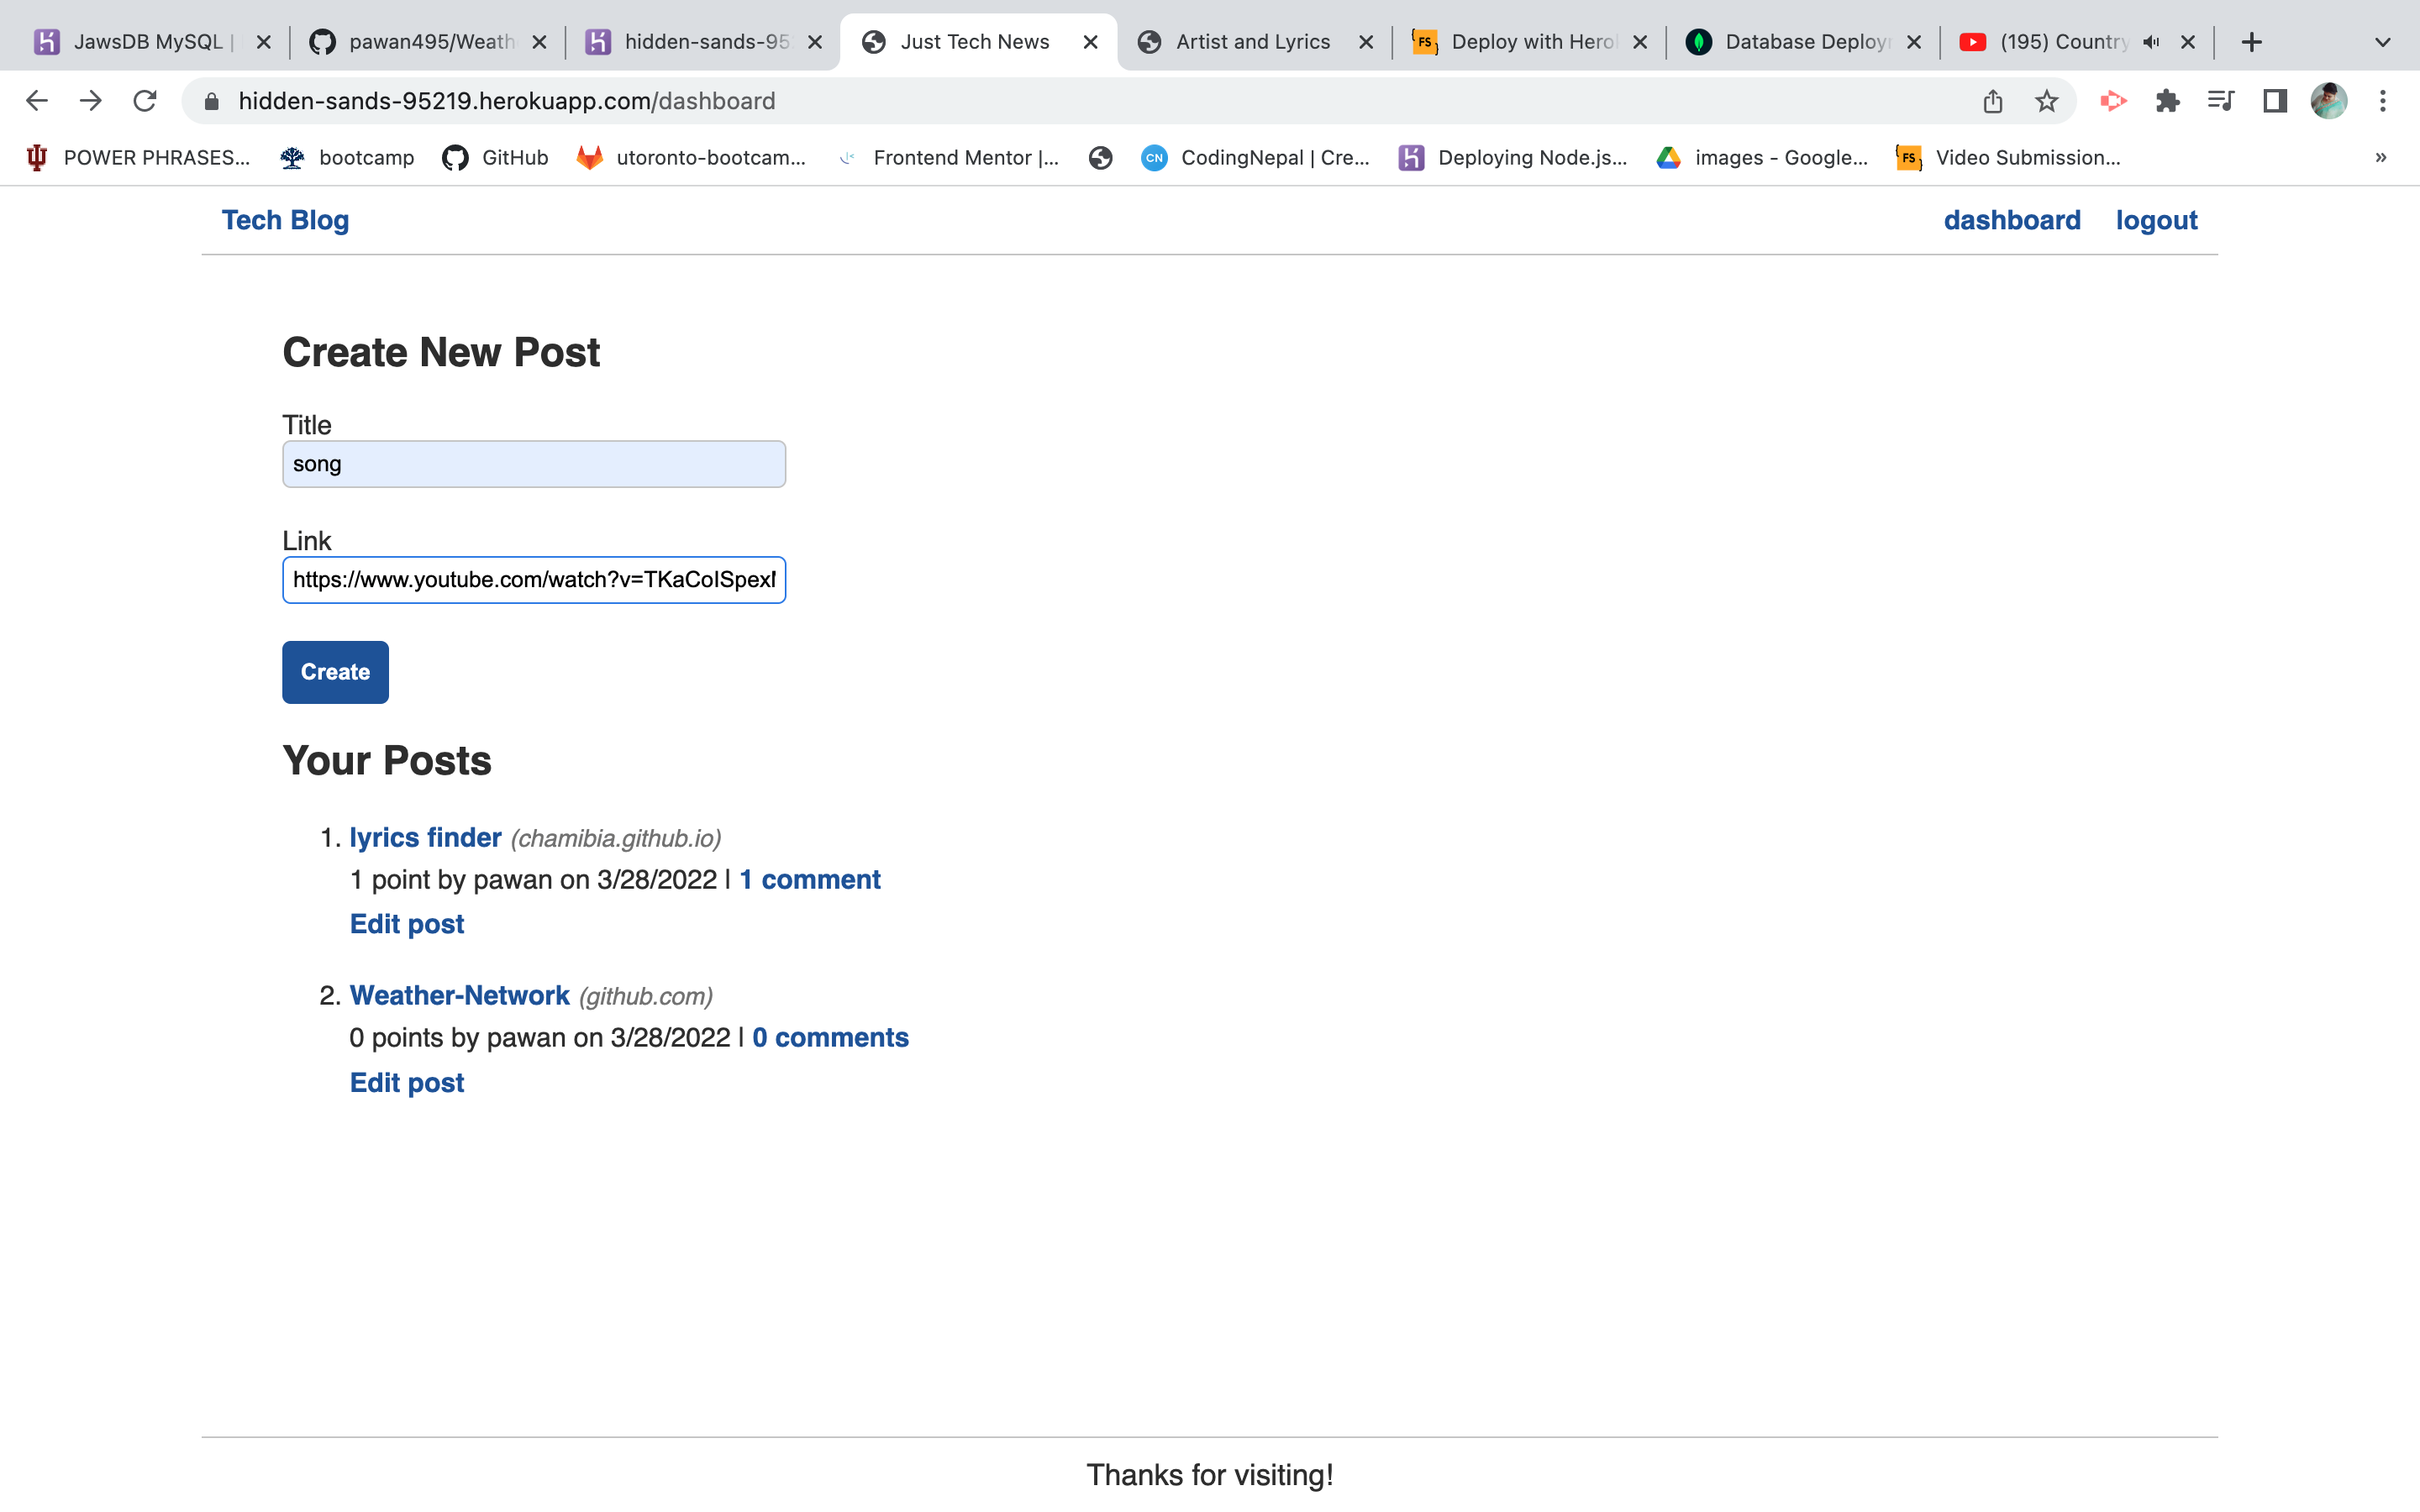 JawsDB MySQL | pawan495/Weath hidden-sands-95 Just Tech News Artist and Lyrics Deploy with Hero Database Deploy (195) Country
hidden-sands-95219.herokuapp.com/dashboard
POWER PHRASES... bootcamp GitHub utoronto-bootcam... Frontend Mentor |... CN CodingNepal | Cre... Deploying Node.js... images - Google... FS Video Submission... »
Tech Blog dashboard logout
Create New Post
Title
song
Link
https://www.youtube.com/watch?v=TKaCoISpex
Create
Your Posts
1. lyrics finder (chamibia.github.io)
1 point by pawan on 3/28/2022 | 1 comment
Edit post
2. Weather-Network (github.com)
0 points by pawan on 3/28/2022 | 0 comments
Edit post
Thanks for visiting!